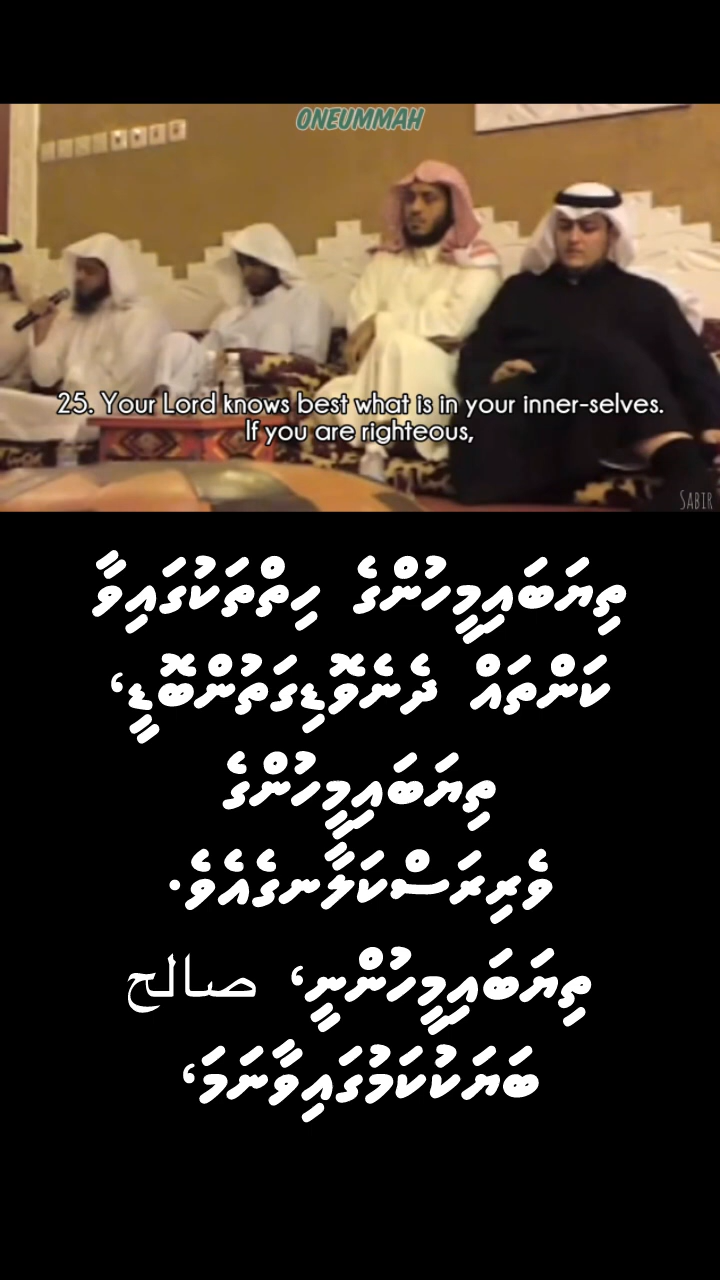 ONEUMMAH
25. Your Lord knows best what is in your inner-selves.
If you are righteous,
SABIR
ތިޔަބައިމީހުންގެ ހިތްތަކުގައިވާ
ކަންތައް ދެނެވޮޑިގަތުންބޮޑީ،
ތިޔަބައިމީހުންގެ
ވެރިރަސްކަލާނގެއެވެ.
ތިޔަބައިމީހުންނީ، صالح
ބަޔަކުކަމުގައިވާނަމަ،